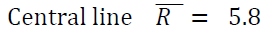 Central line R̅ = 5.8